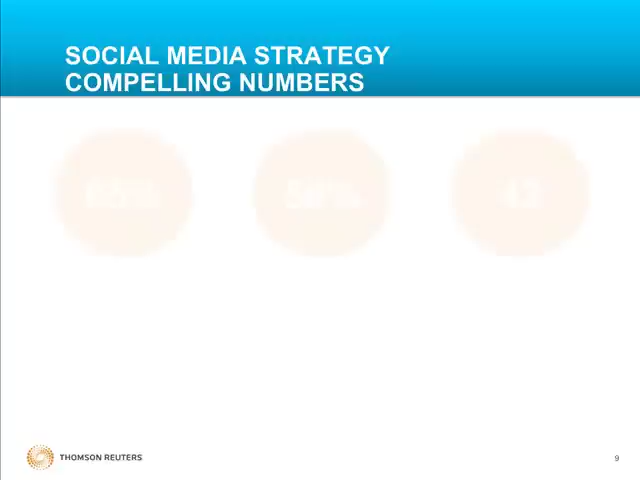 SOCIAL MEDIA STRATEGY
COMPELLING NUMBERS
THOMSON REUTERS
9